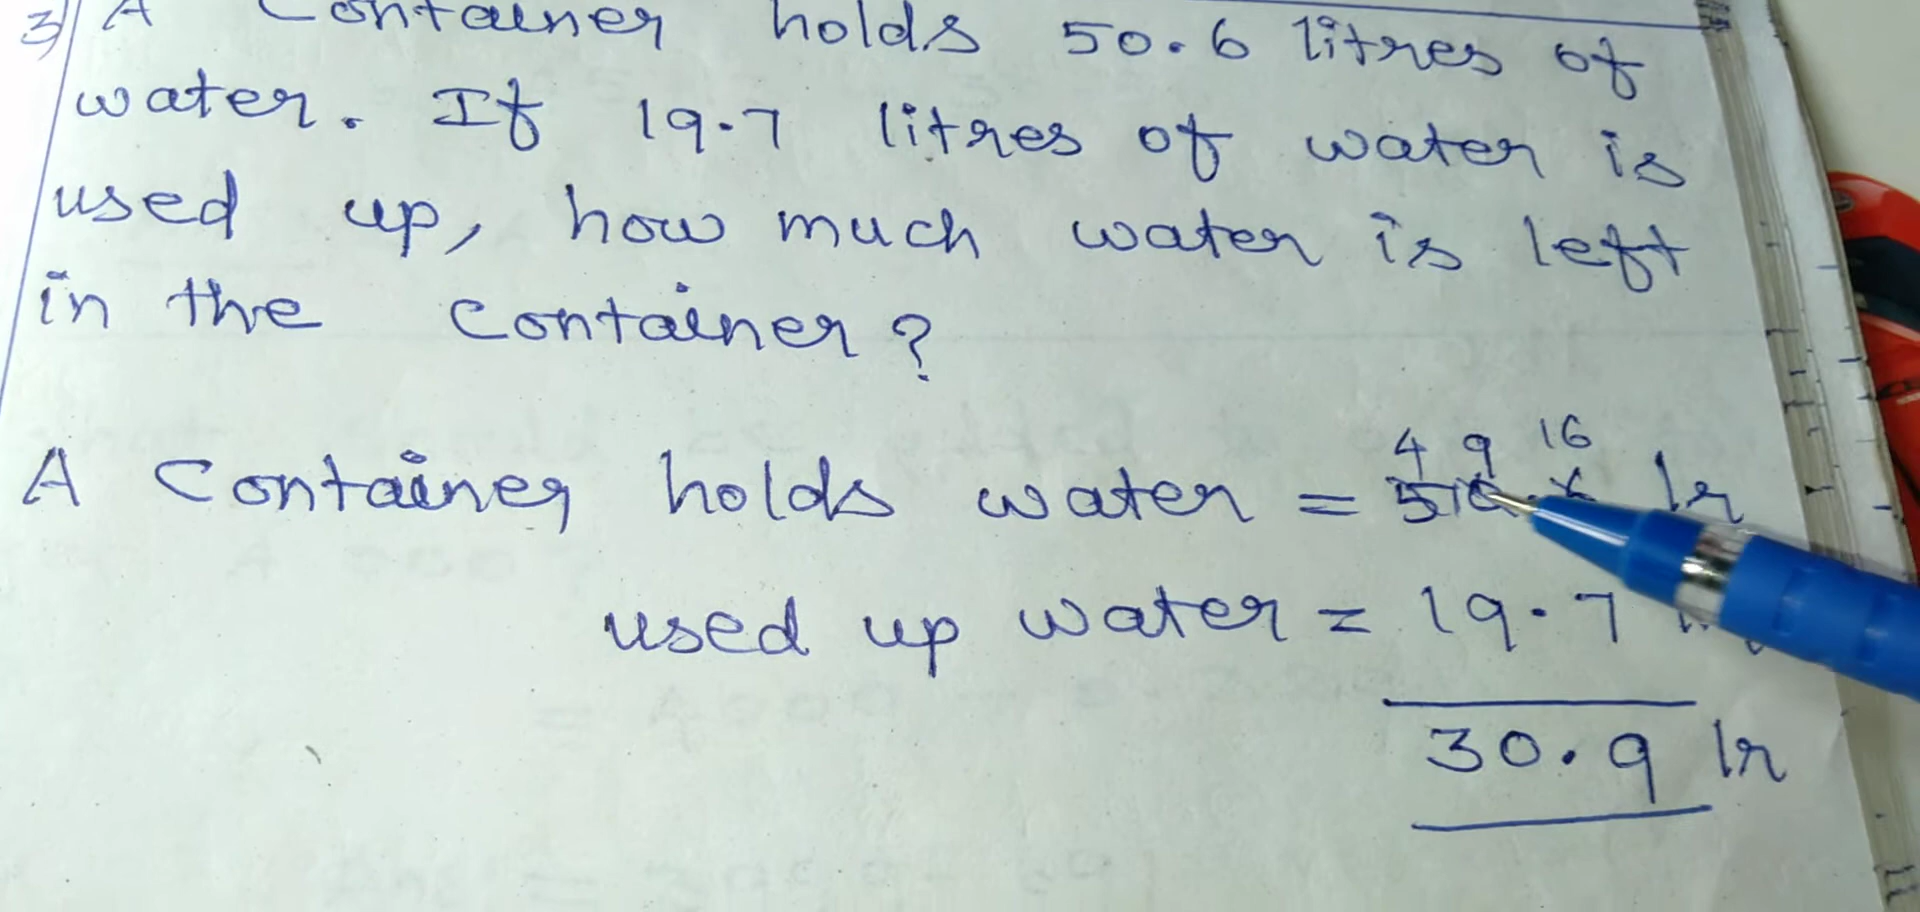 3) A Container holds 50.6 litres of
water. If 19.7 litres of water is
used up, how much water is left
in the container?
4 9 16
A Container holds water = 50.6 lr
used up water = 19.7
30.9 lr